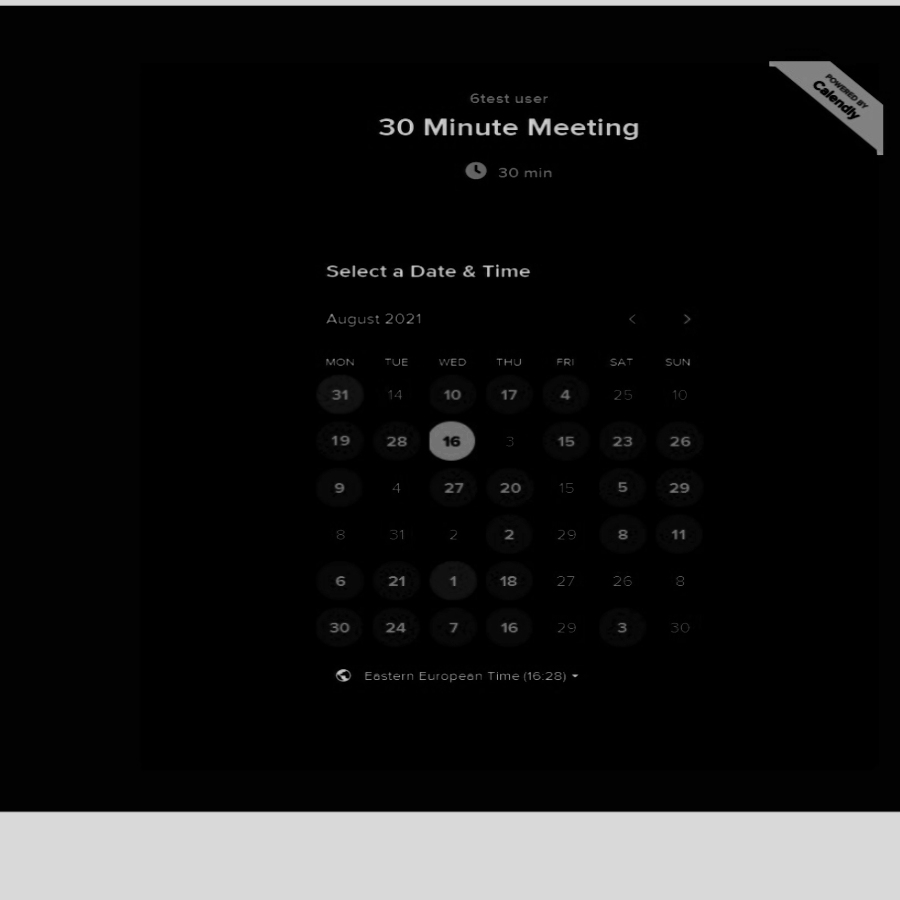 POWERED BY
Calendly
6test user
30 Minute Meeting
30 min
Select a Date & Time
August 2021 < >
MON TUE WED THU FRI SAT SUN
31 14 10 17 4 25 10
19 28 16 3 15 23 26
9 4 27 20 15 5 29
8 31 2 2 29 8 11
6 21 1 18 27 26 8
30 24 7 16 29 3 30
Eastern European Time (16:28)